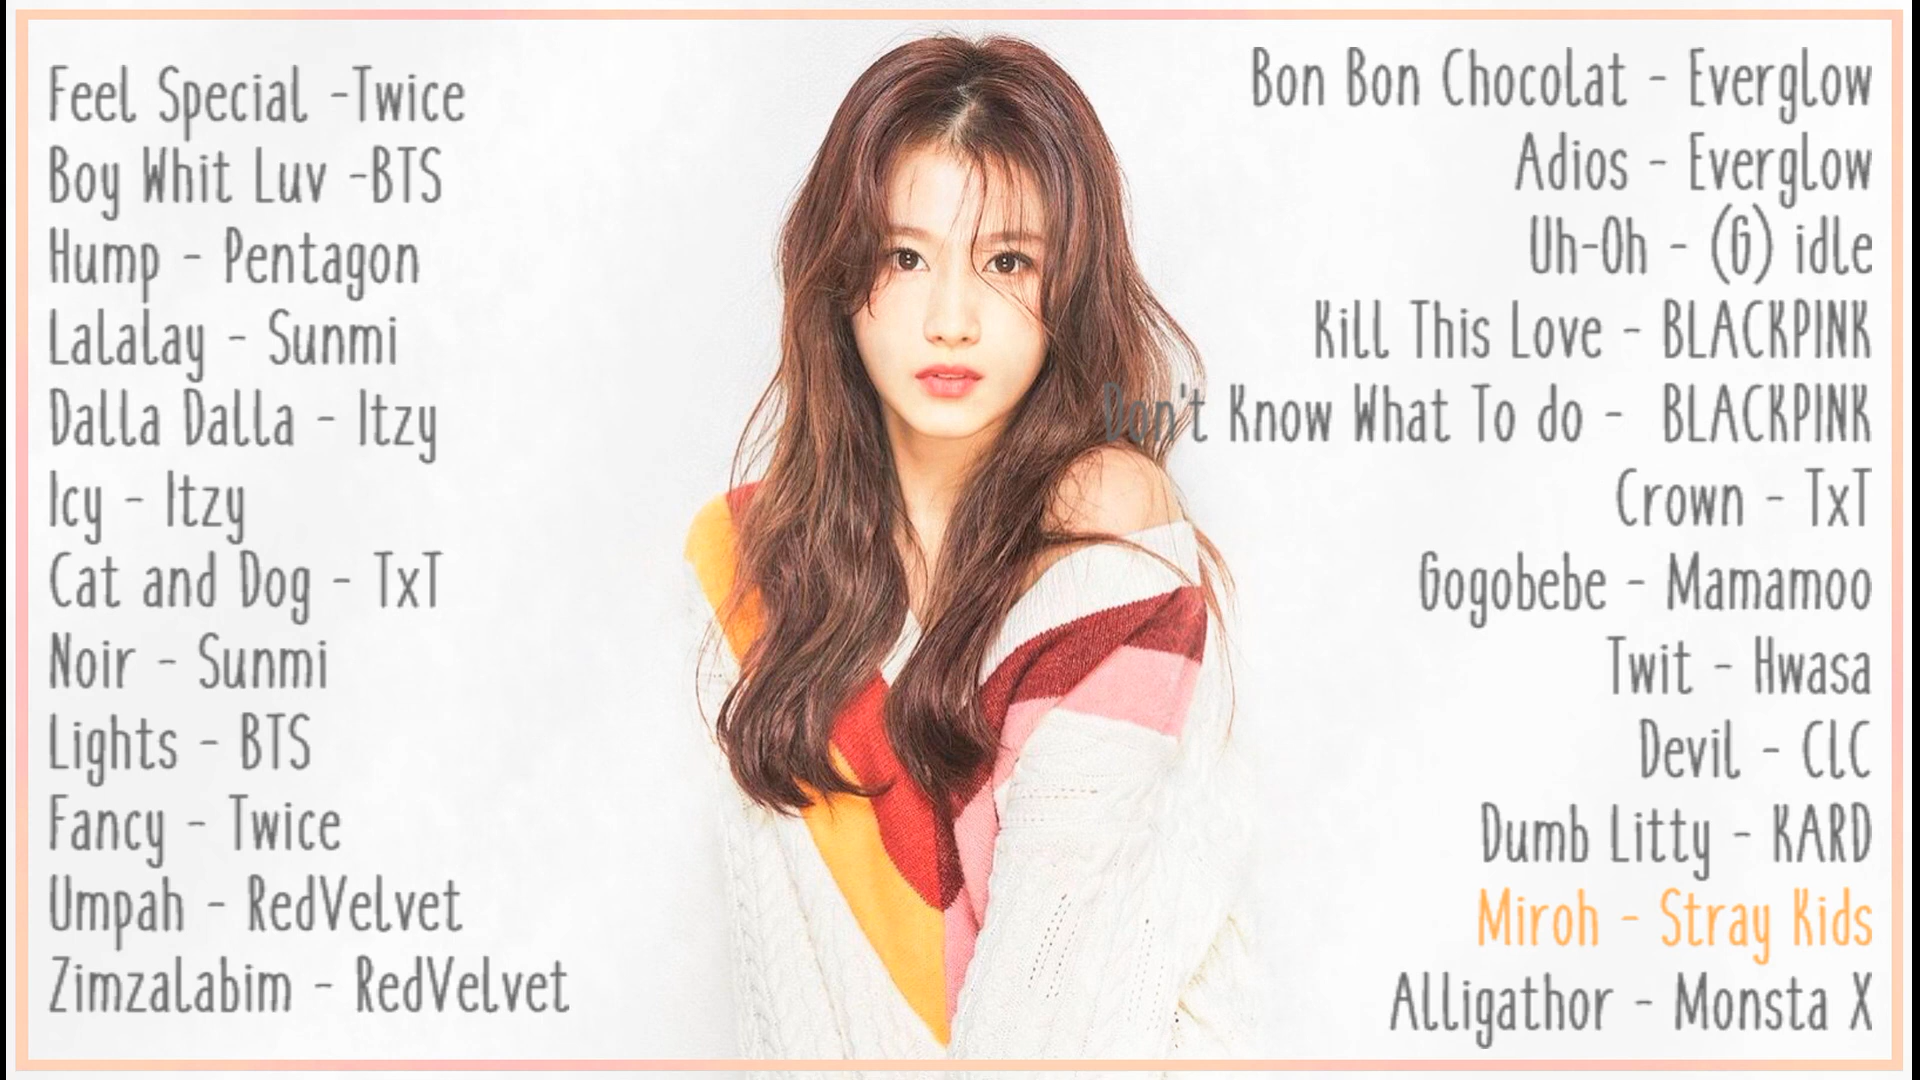 Feel Special -Twice
Boy Whit Luv -BTS
Hump - Pentagon
Lalalay - Sunmi
Dalla Dalla - Itzy
Icy - Itzy
Cat and Dog - TxT
Noir - Sunmi
Lights - BTS
Fancy - Twice
Umpah - RedVelvet
Zimzalabim - RedVelvet
Bon Bon Chocolat - Everglow
Adios - Everglow
Uh-Oh - (G) idle
Kill This Love - BLACKPINK
Don't Know What To do - BLACKPINK
Crown - TxT
Gogobebe - Mamamoo
Twit - Hwasa
Devil - CLC
Dumb Litty - KARD
Miroh - Stray Kids
Alligathor - Monsta X